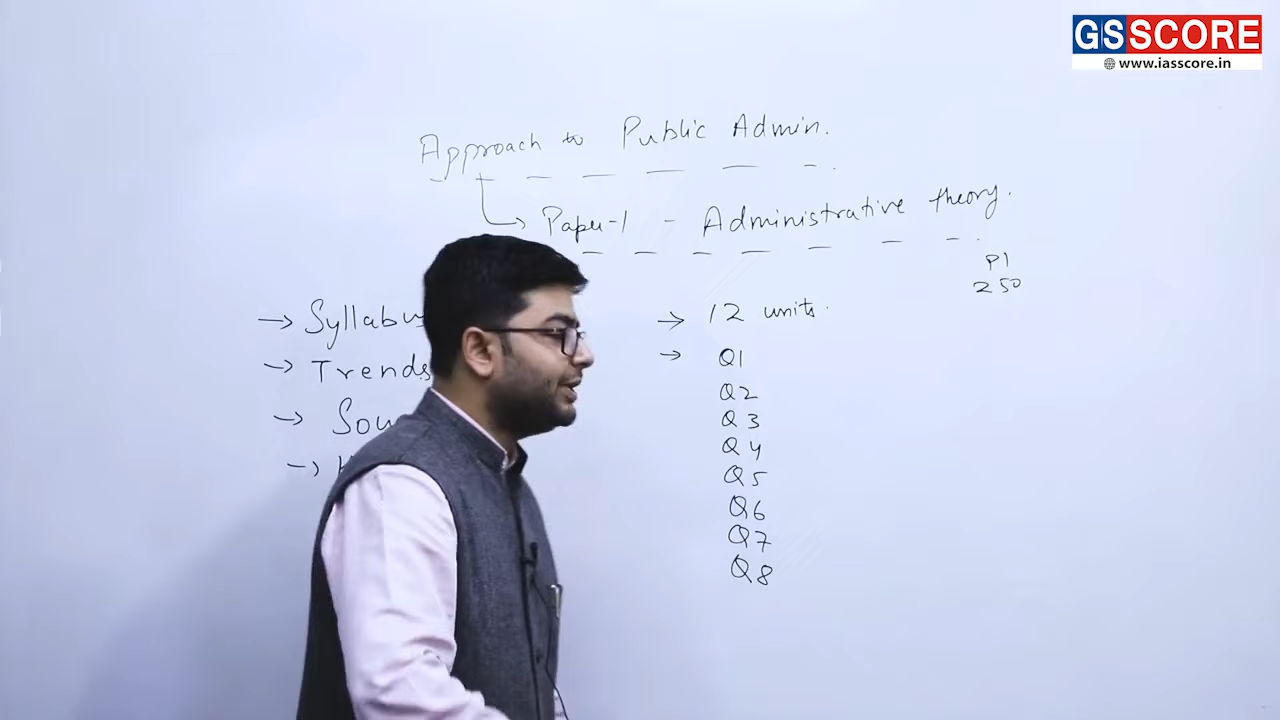 GSSCORE
www.iasscore.in
Approach to Public Admin.
Paper-1 - Administrative theory.
P1
250
→ Syllabus
→ Trends
→ Sou
→ H
→ 12 units.
→ Q1
Q2
Q3
Q4
Q5
Q6
Q7
Q8